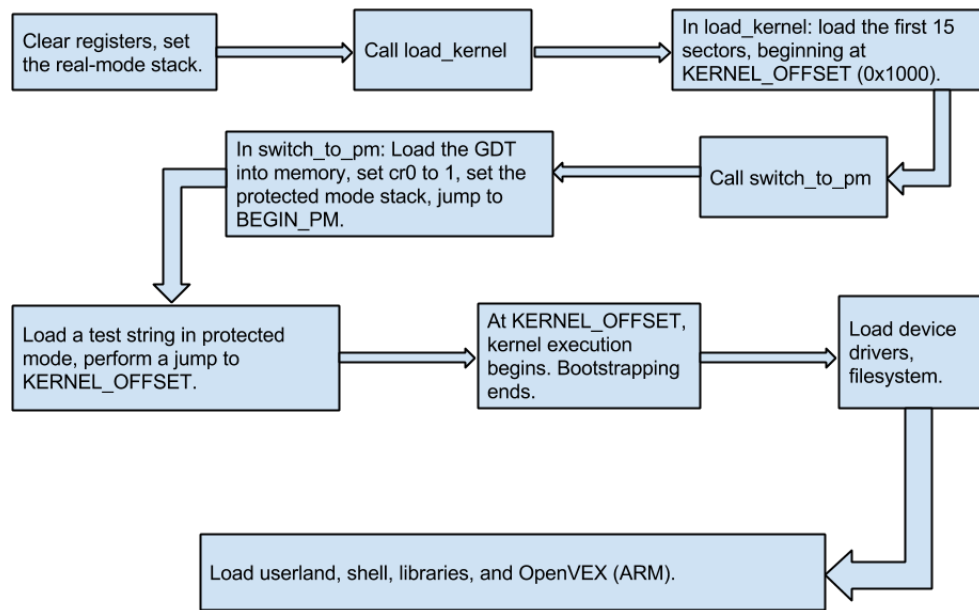 Clear registers, set
the real-mode stack.
Call load_kernel
In load_kernel: load the first 15
sectors, beginning at
KERNEL_OFFSET (0x1000).
Call switch_to_pm
In switch_to_pm: Load the GDT
into memory, set cr0 to 1, set the
protected mode stack, jump to
BEGIN_PM.
Load a test string in protected
mode, perform a jump to
KERNEL_OFFSET.
At KERNEL_OFFSET,
kernel execution
begins. Bootstrapping
ends.
Load device
drivers,
filesystem.
Load userland, shell, libraries, and OpenVEX (ARM).